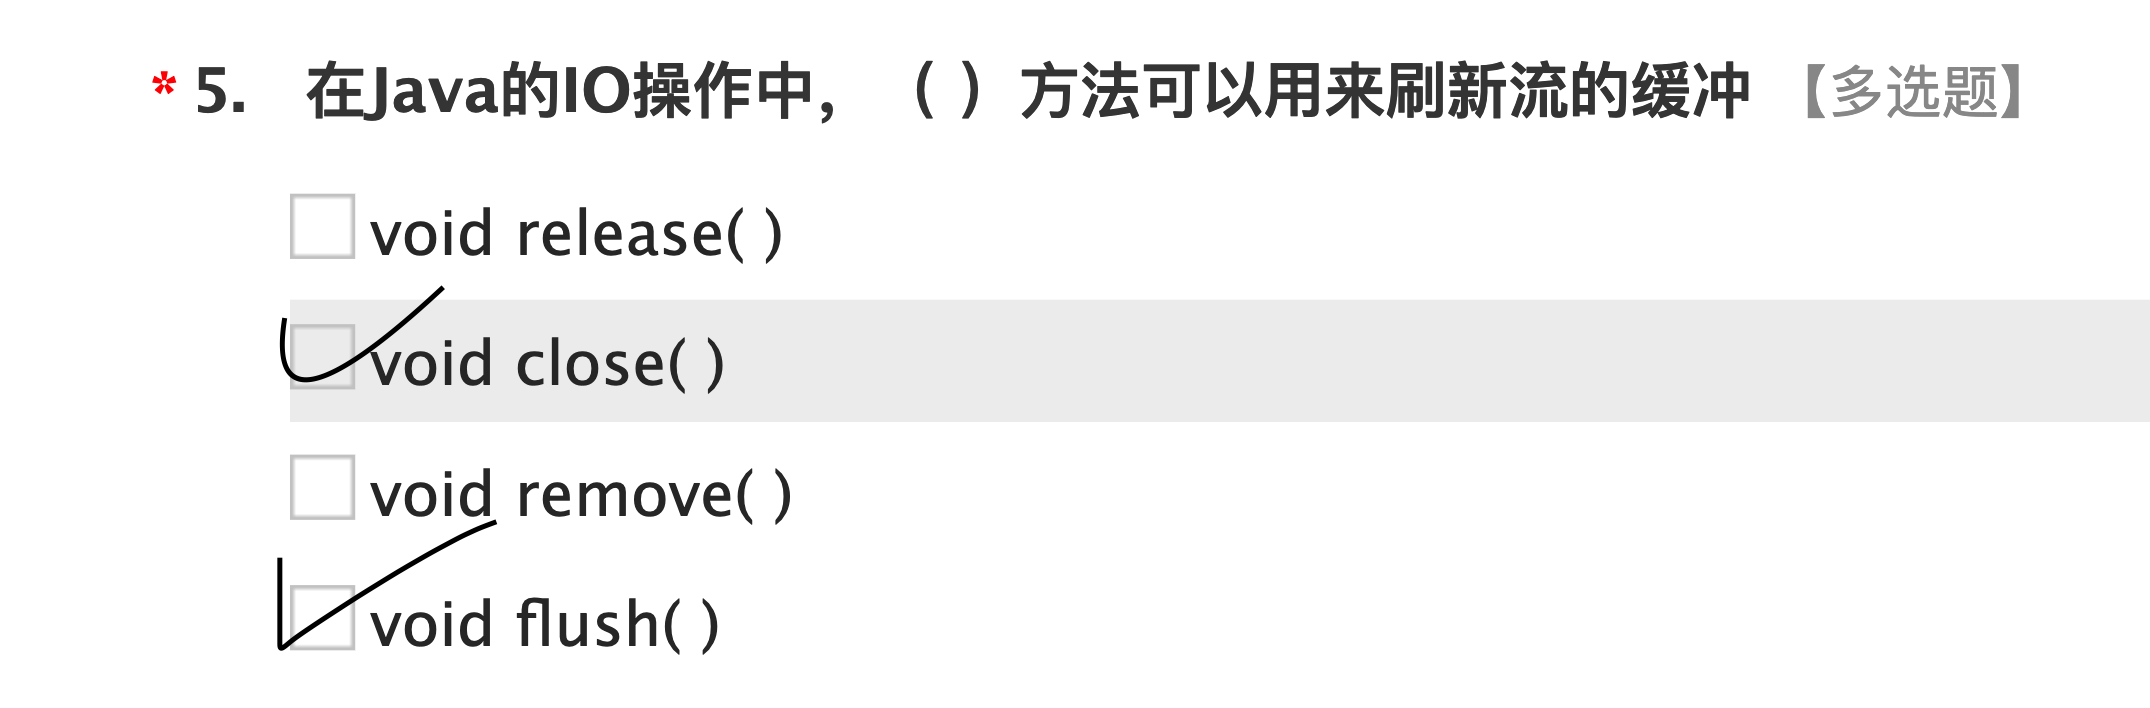 * 5. 在Java的IO操作中，（ ）方法可以用来刷新流的缓冲 【多选题】
void release( )
void close( )
void remove( )
void flush( )